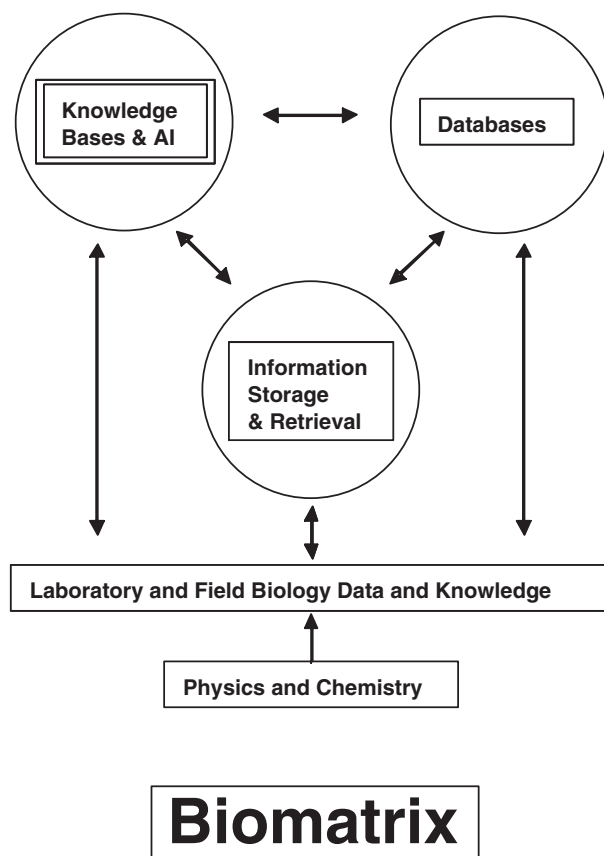 Knowledge
Bases & AI
Databases
Information
Storage
& Retrieval
Laboratory and Field Biology Data and Knowledge
Physics and Chemistry
Biomatrix